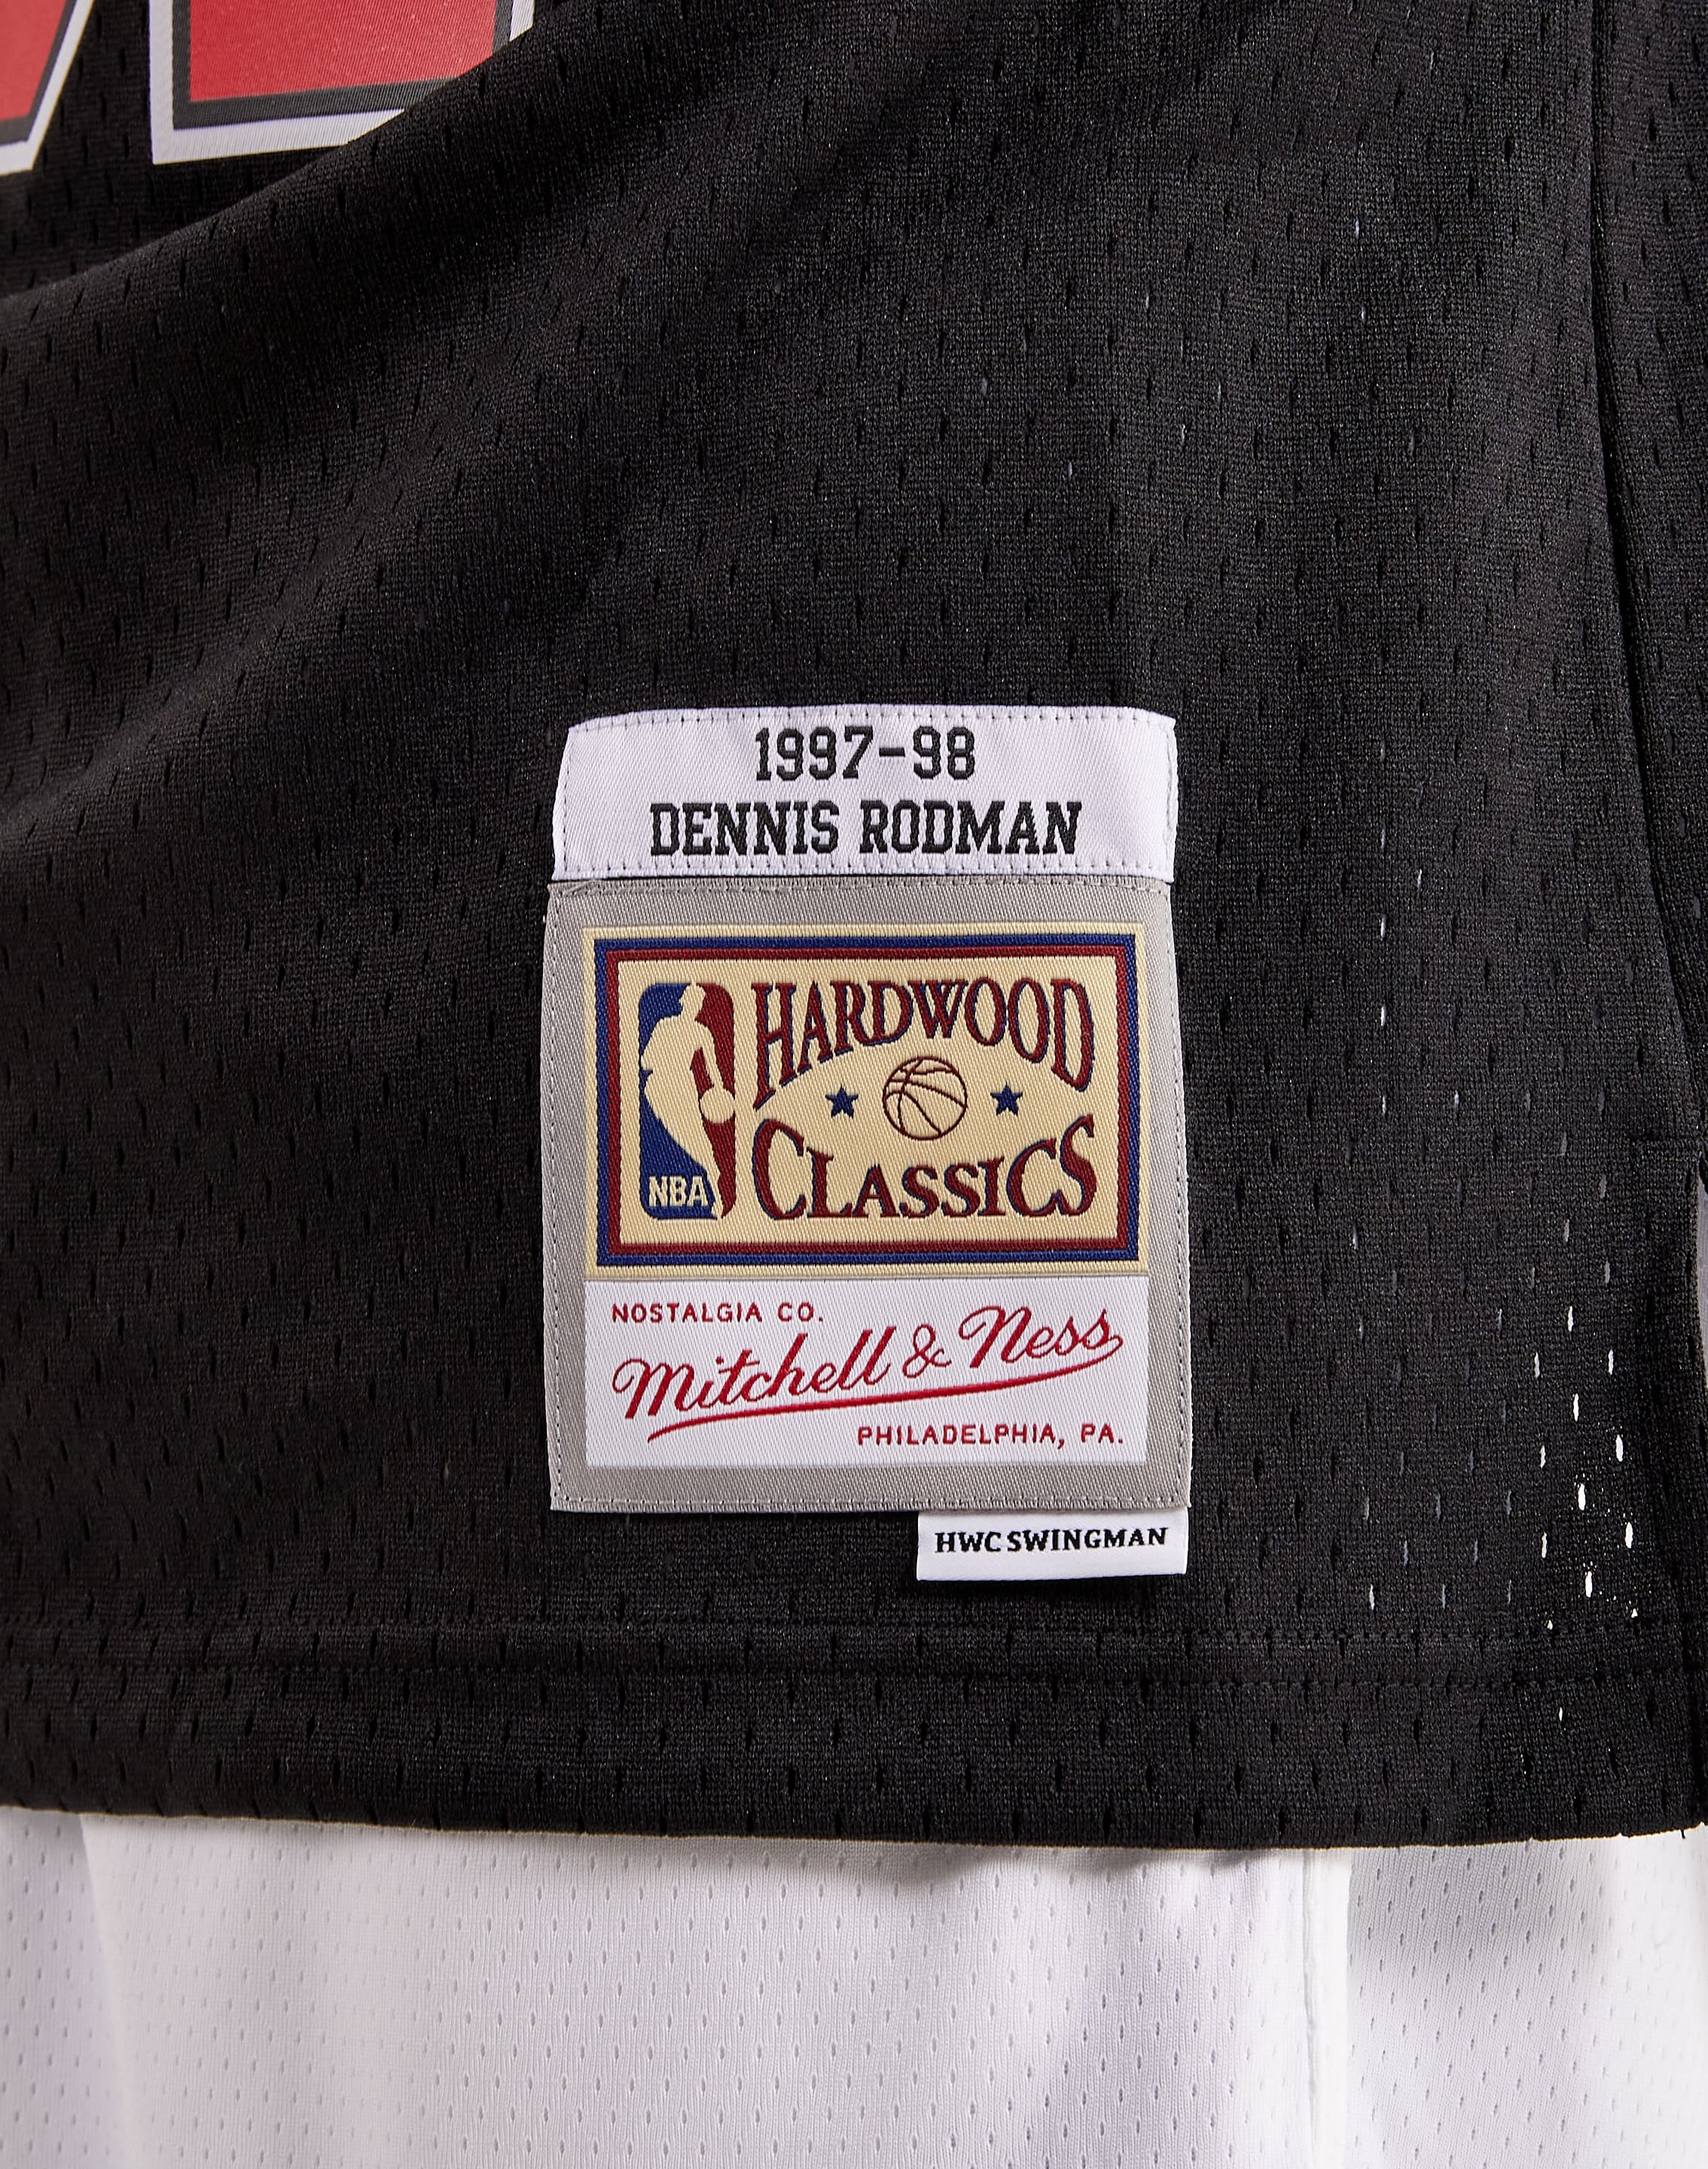 1997-98
DENNIS RODMAN
HARDWOOD
CLASSICS
NBA
NOSTALGIA CO.
Mitchell & Ness
PHILADELPHIA, PA.
HWC SWINGMAN